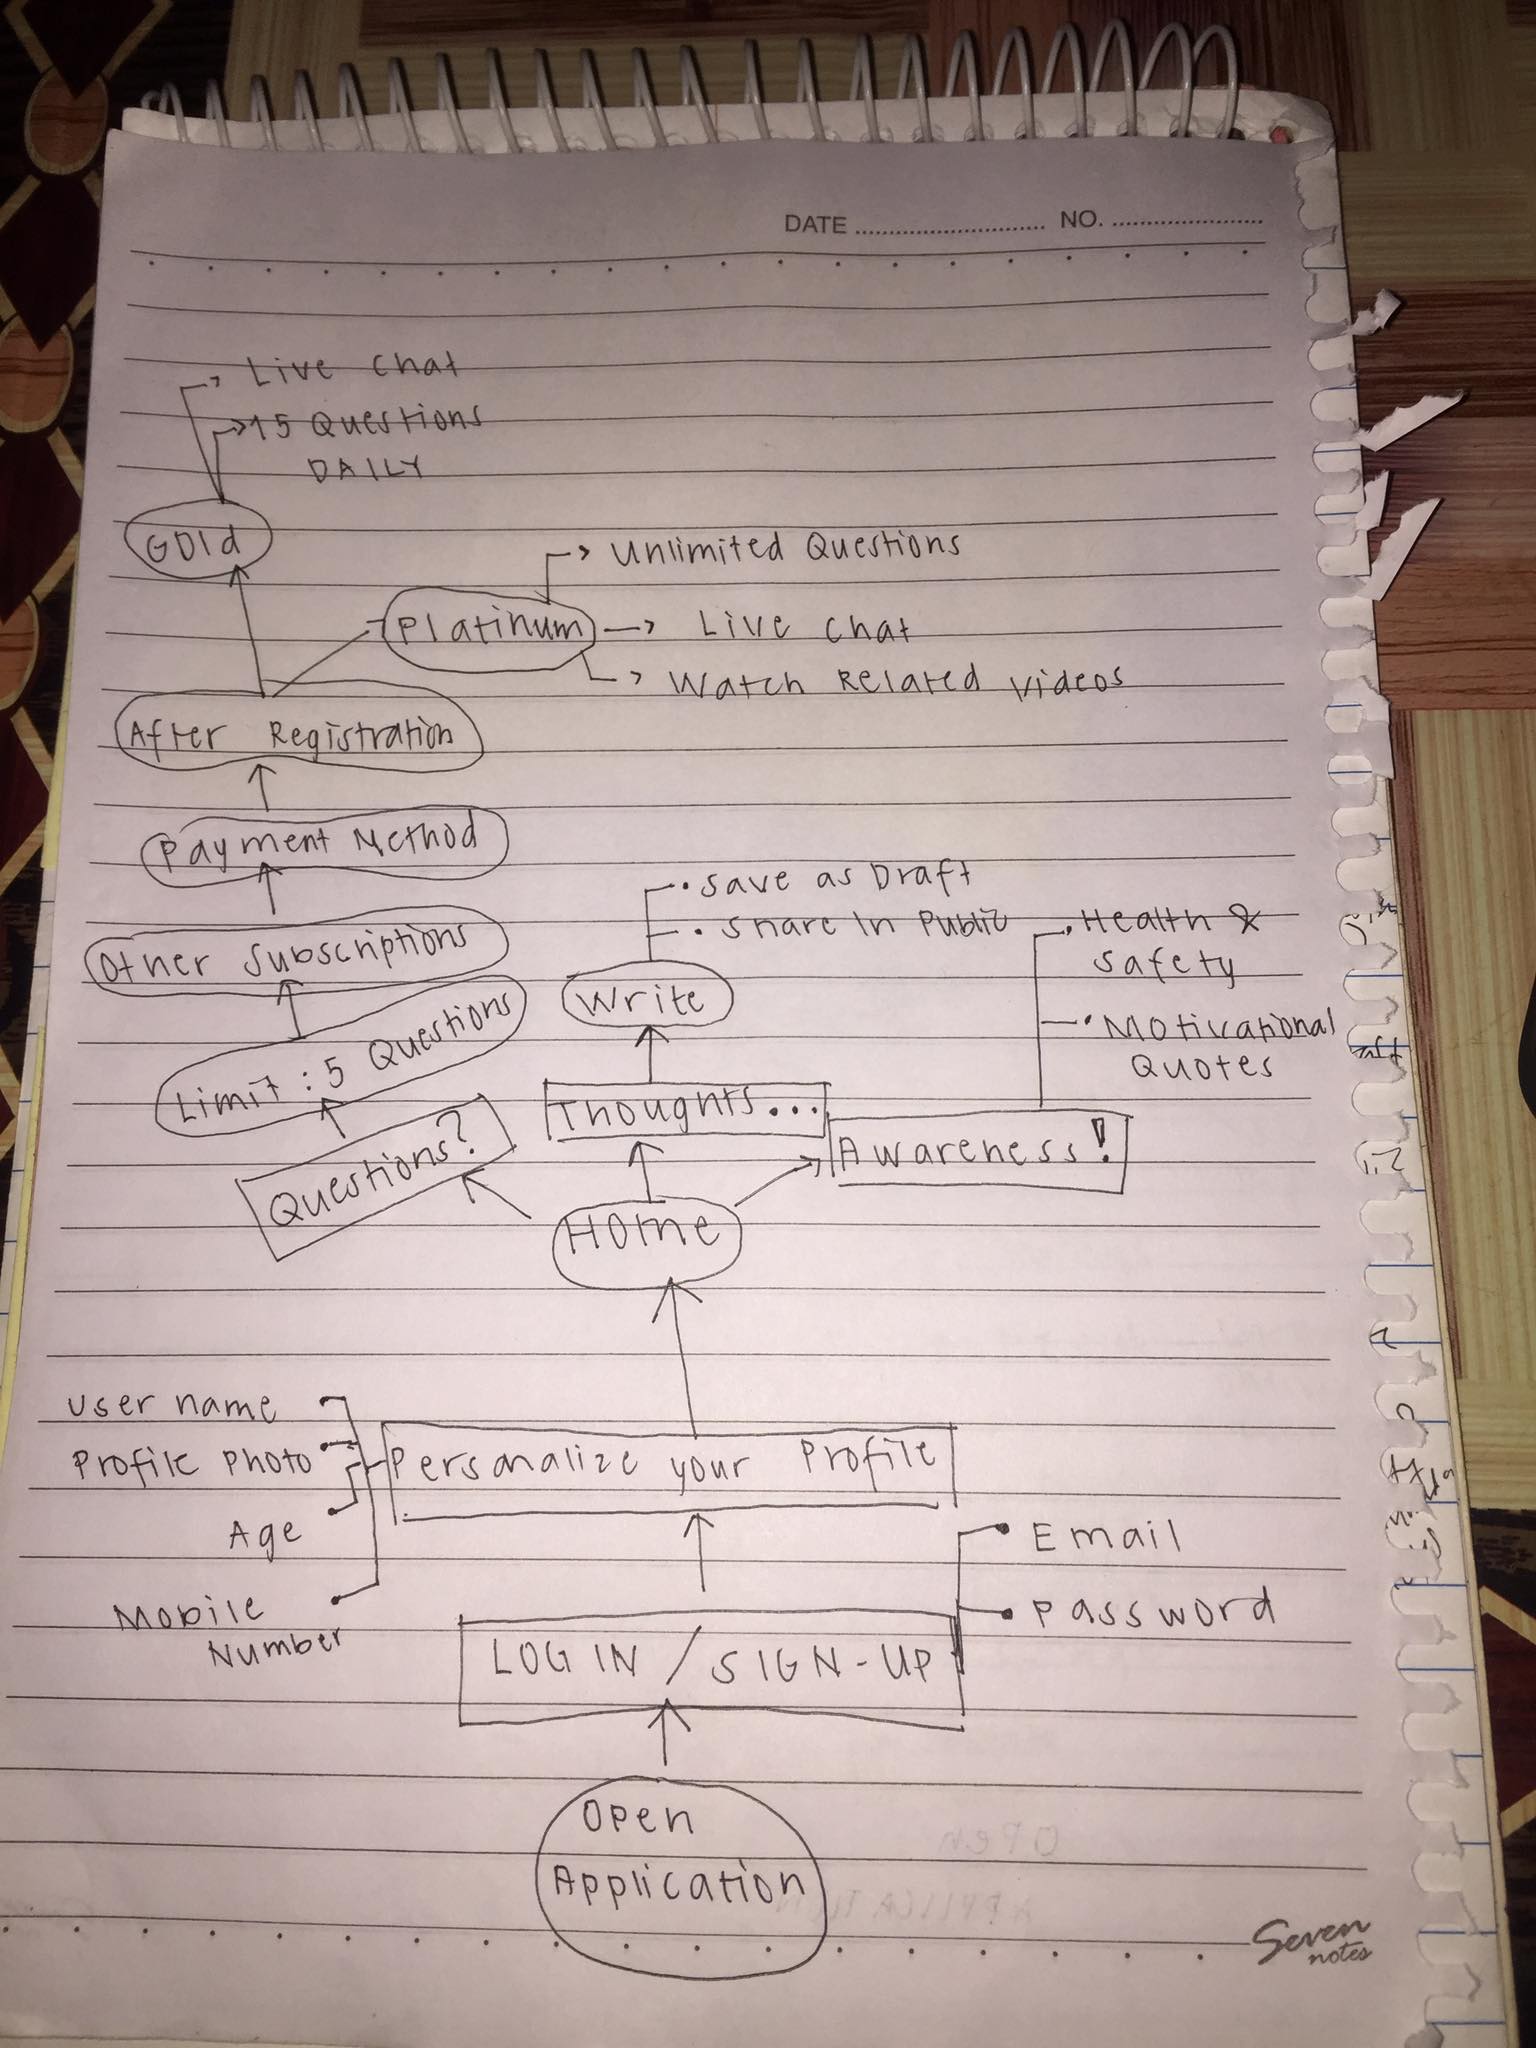 DATE ........................... NO. ......................
Live chat
15 Questions
DAILY
Gold
Unlimited Questions
Platinum
Live chat
Watch Related videos
After Registration
Payment Method
Save as Draft
Share In Public
Health &
Safety
Other Subscriptions
Write
Motivational
Quotes
Limit : 5 Questions
Thoughts...
Awareness!
Questions?
Home
User name
Profile Photo
Personalize your Profile
Age
Email
Mobile
Number
Password
LOG IN / SIGN-UP
Open
Application
Seven
notes